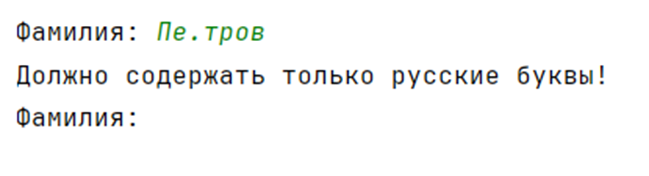 Фамилия: Пе.тров
Должно содержать только русские буквы!
Фамилия: